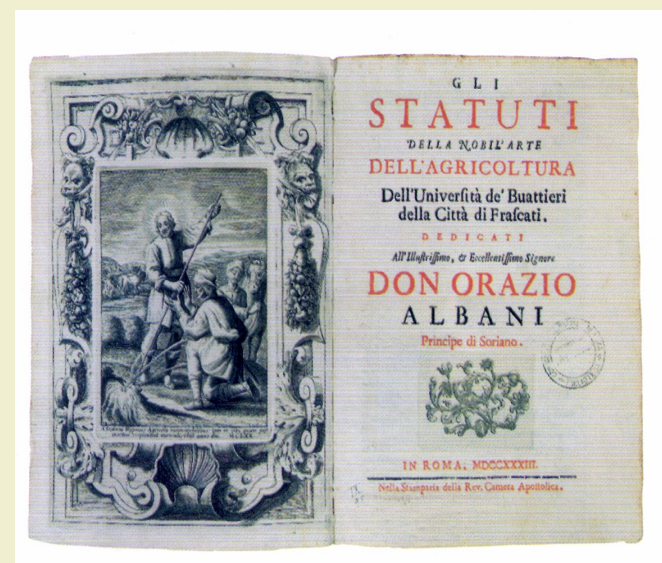 GLI
STATUTI
DELLA NOBIL'ARTE
DELL'AGRICOLTURA
Dell'Università de' Buattieri
della Città di Fraſcati.
DEDICATI
All'Illuſtriſſimo, & Eccellentiſſimo Signore
DON ORAZIO
ALBANI
Principe di Soriano.
IN ROMA, MDCCXXXIII.
Nella Stamparia della Rev. Camera Apoſtolica.